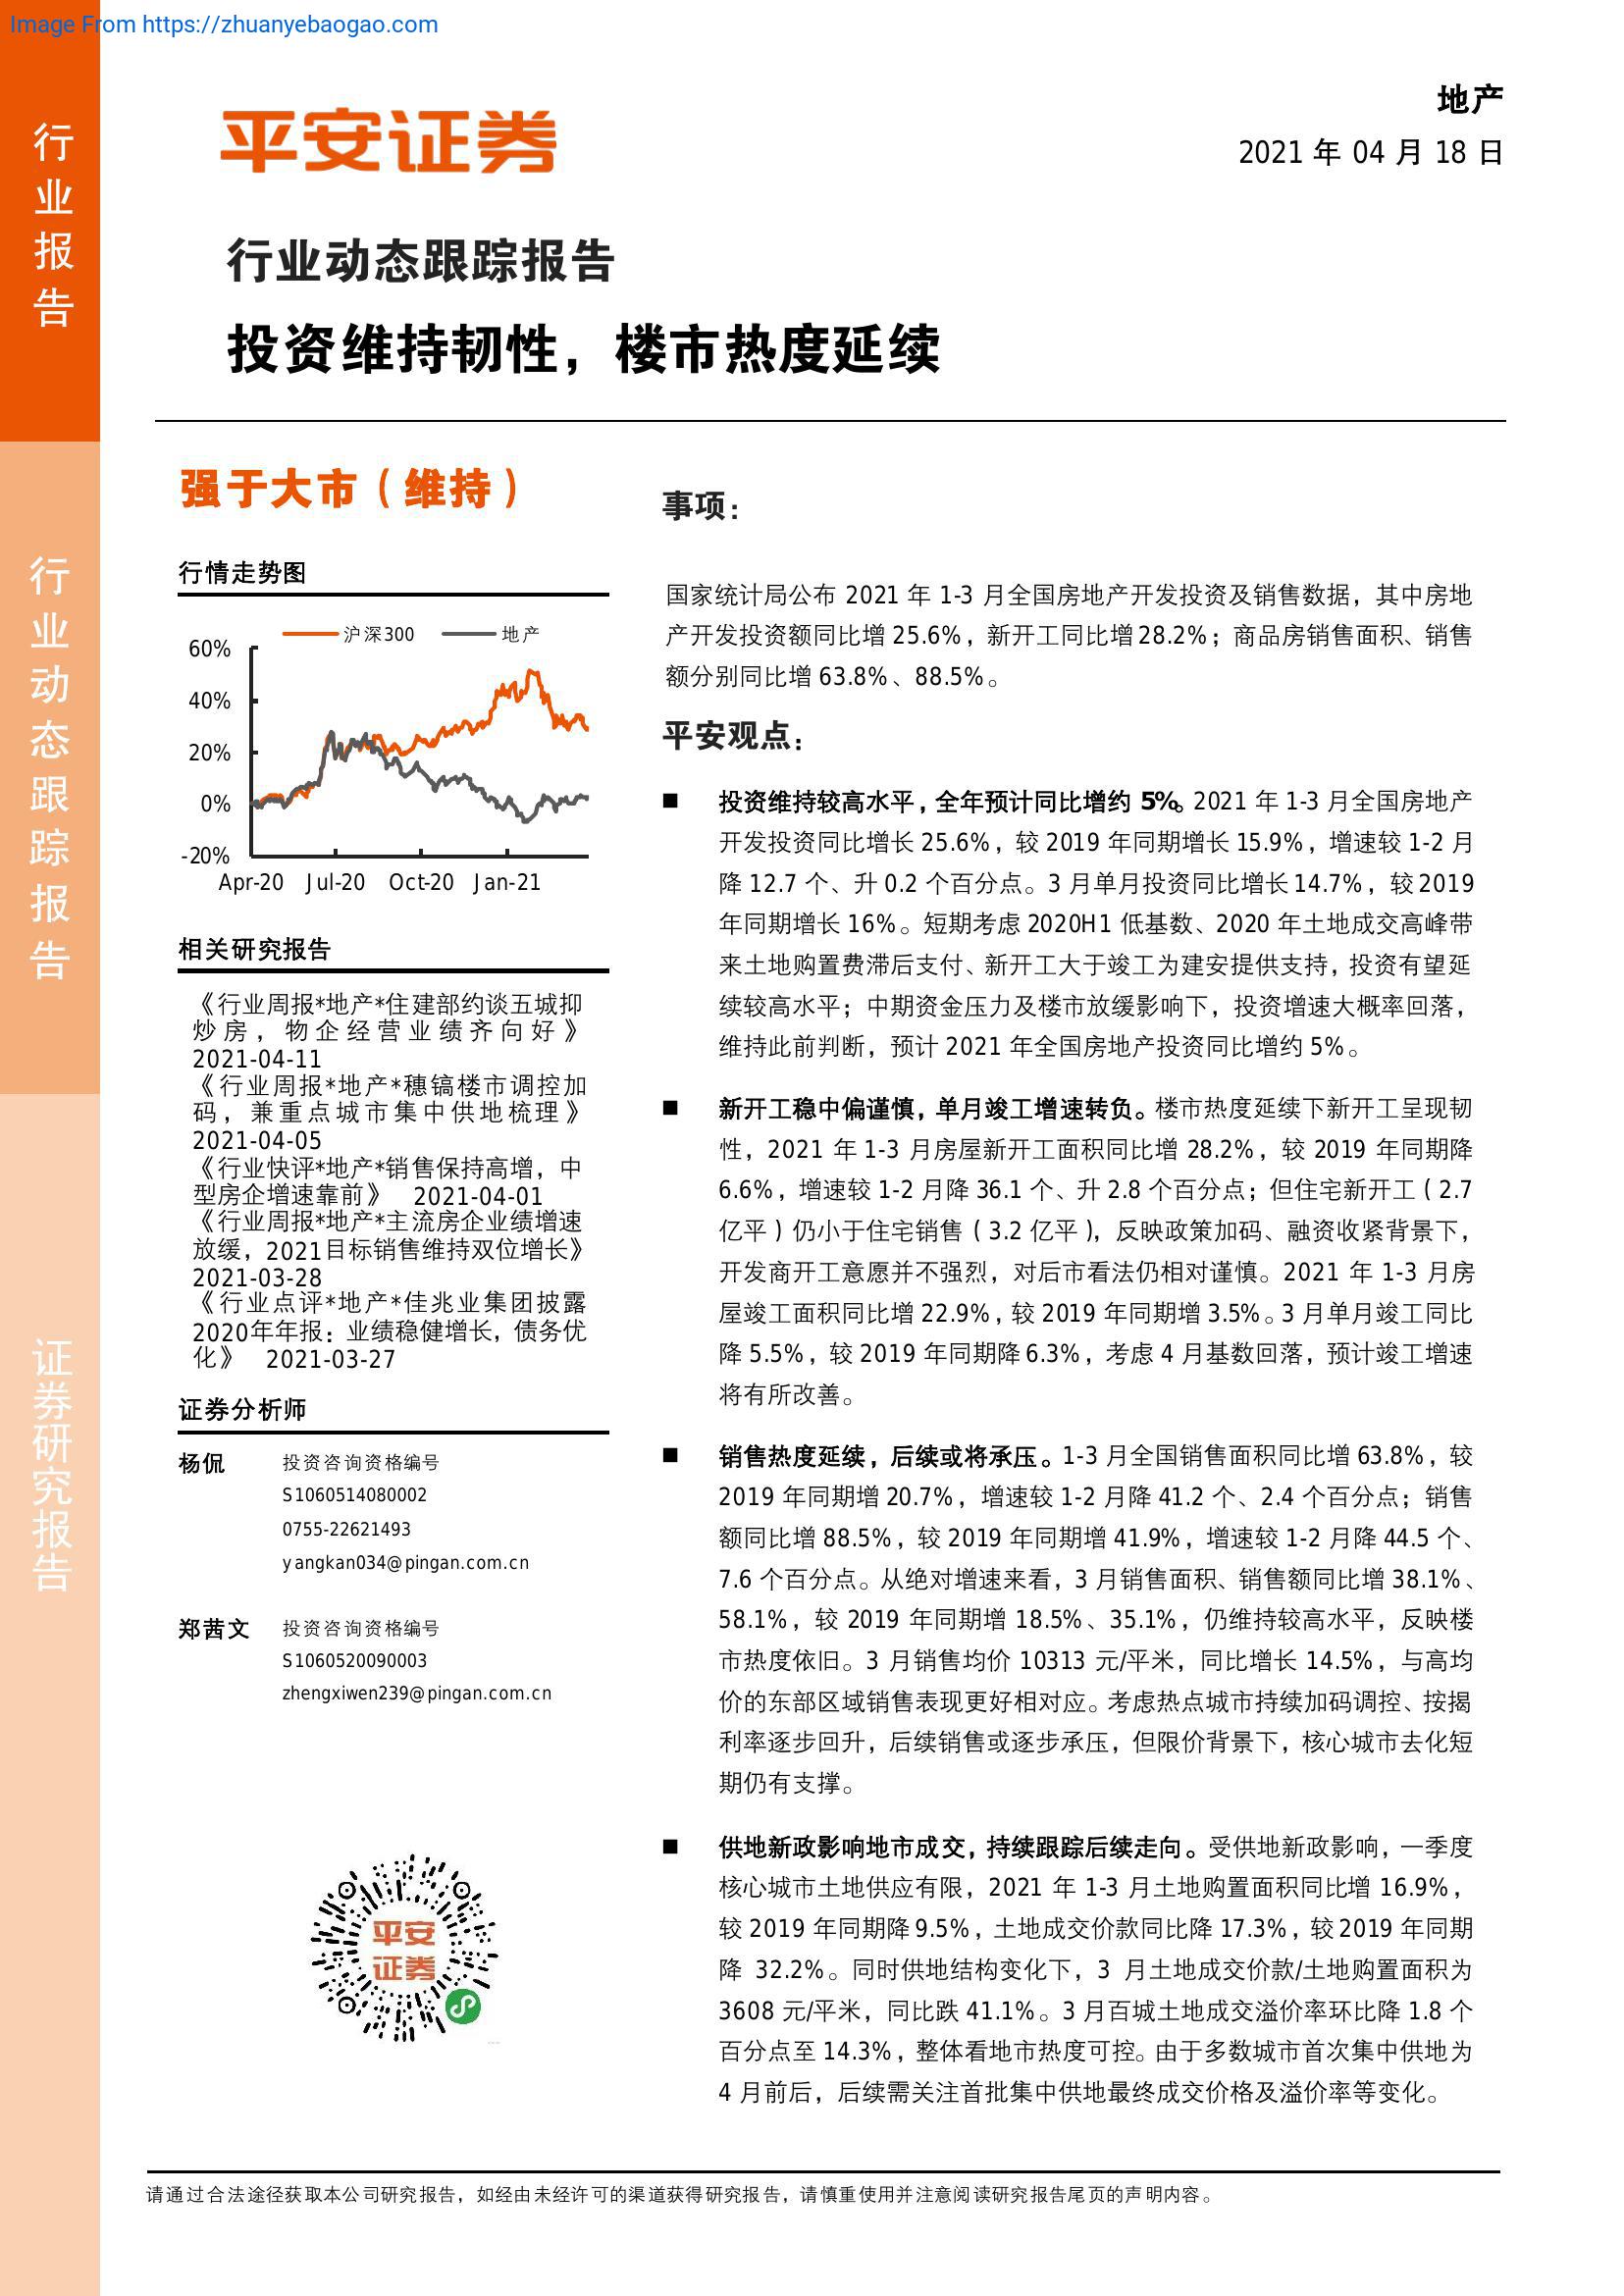 Image From https://zhuanyebaogao.com
行业报告
行业动态跟踪报告
证券研究报告
平安证券
地产
2021 年 04 月 18 日
行业动态跟踪报告
投资维持韧性，楼市热度延续
强于大市（维持）
行情走势图
沪深300 地产
60%
40%
20%
0%
-20%
Apr-20 Jul-20 Oct-20 Jan-21
相关研究报告
《行业周报*地产*住建部约谈五城抑
炒房，物企经营业绩齐向好》
2021-04-11
《行业周报*地产*穗镐楼市调控加
码，兼重点城市集中供地梳理》
2021-04-05
《行业快评*地产*销售保持高增，中
型房企增速靠前》 2021-04-01
《行业周报*地产*主流房企业绩增速
放缓，2021目标销售维持双位增长》
2021-03-28
《行业点评*地产*佳兆业集团披露
2020年年报：业绩稳健增长，债务优
化》 2021-03-27
证券分析师
杨侃 投资咨询资格编号
S1060514080002
0755-22621493
yangkan034@pingan.com.cn
郑茜文 投资咨询资格编号
S1060520090003
zhengxiwen239@pingan.com.cn
平安
证券
事项：
国家统计局公布 2021 年 1-3 月全国房地产开发投资及销售数据，其中房地
产开发投资额同比增 25.6%，新开工同比增 28.2%；商品房销售面积、销售
额分别同比增 63.8%、88.5%。
平安观点：
■ 投资维持较高水平，全年预计同比增约 5%。2021 年 1-3 月全国房地产
开发投资同比增长 25.6%，较 2019 年同期增长 15.9%，增速较 1-2 月
降 12.7 个、升 0.2 个百分点。3 月单月投资同比增长 14.7%，较 2019
年同期增长 16%。短期考虑 2020H1 低基数、2020 年土地成交高峰带
来土地购置费滞后支付、新开工大于竣工为建安提供支持，投资有望延
续较高水平；中期资金压力及楼市放缓影响下，投资增速大概率回落，
维持此前判断，预计 2021 年全国房地产投资同比增约 5%。
■ 新开工稳中偏谨慎，单月竣工增速转负。楼市热度延续下新开工呈现韧
性，2021 年 1-3 月房屋新开工面积同比增 28.2%，较 2019 年同期降
6.6%，增速较 1-2 月降 36.1 个、升 2.8 个百分点；但住宅新开工（2.7
亿平）仍小于住宅销售（3.2 亿平），反映政策加码、融资收紧背景下，
开发商开工意愿并不强烈，对后市看法仍相对谨慎。2021 年 1-3 月房
屋竣工面积同比增 22.9%，较 2019 年同期增 3.5%。3 月单月竣工同比
降 5.5%，较 2019 年同期降 6.3%，考虑 4 月基数回落，预计竣工增速
将有所改善。
■ 销售热度延续，后续或将承压。1-3 月全国销售面积同比增 63.8%，较
2019 年同期增 20.7%，增速较 1-2 月降 41.2 个、2.4 个百分点；销售
额同比增 88.5%，较 2019 年同期增 41.9%，增速较 1-2 月降 44.5 个、
7.6 个百分点。从绝对增速来看，3 月销售面积、销售额同比增 38.1%、
58.1%，较 2019 年同期增 18.5%、35.1%，仍维持较高水平，反映楼
市热度依旧。3 月销售均价 10313 元/平米，同比增长 14.5%，与高均
价的东部区域销售表现更好相对应。考虑热点城市持续加码调控、按揭
利率逐步回升，后续销售或逐步承压，但限价背景下，核心城市去化短
期仍有支撑。
■ 供地新政影响地市成交，持续跟踪后续走向。受供地新政影响，一季度
核心城市土地供应有限，2021 年 1-3 月土地购置面积同比增 16.9%，
较 2019 年同期降 9.5%，土地成交价款同比降 17.3%，较 2019 年同期
降 32.2%。同时供地结构变化下，3 月土地成交价款/土地购置面积为
3608 元/平米，同比跌 41.1%。3 月百城土地成交溢价率环比降 1.8 个
百分点至 14.3%，整体看地市热度可控。由于多数城市首次集中供地为
4 月前后，后续需关注首批集中供地最终成交价格及溢价率等变化。
请通过合法途径获取本公司研究报告，如经由未经许可的渠道获得研究报告，请慎重使用并注意阅读研究报告尾页的声明内容。